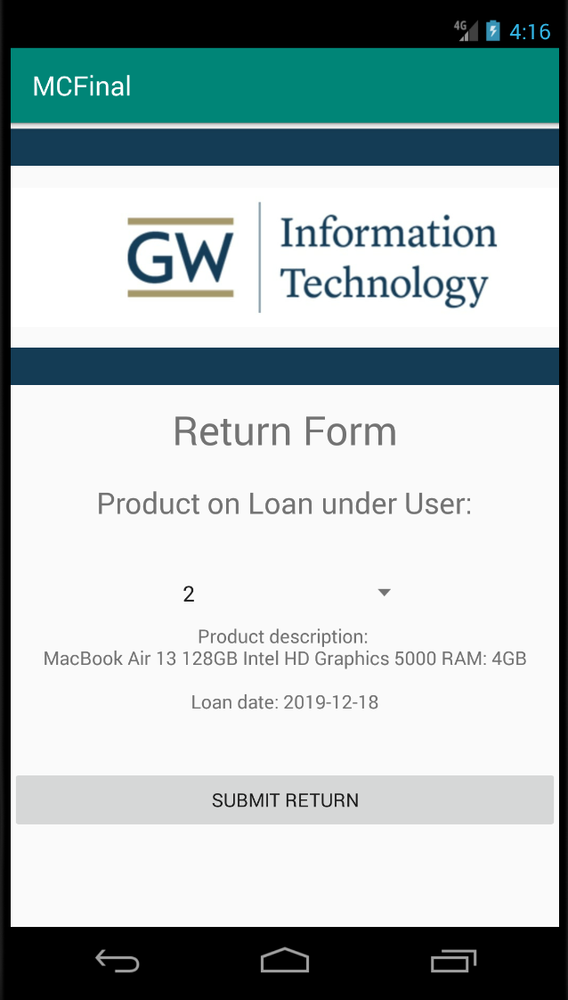 4G 4:16
MCFinal
GW
Information
Technology
Return Form
Product on Loan under User:
2
Product description:
MacBook Air 13 128GB Intel HD Graphics 5000 RAM: 4GB
Loan date: 2019-12-18
SUBMIT RETURN